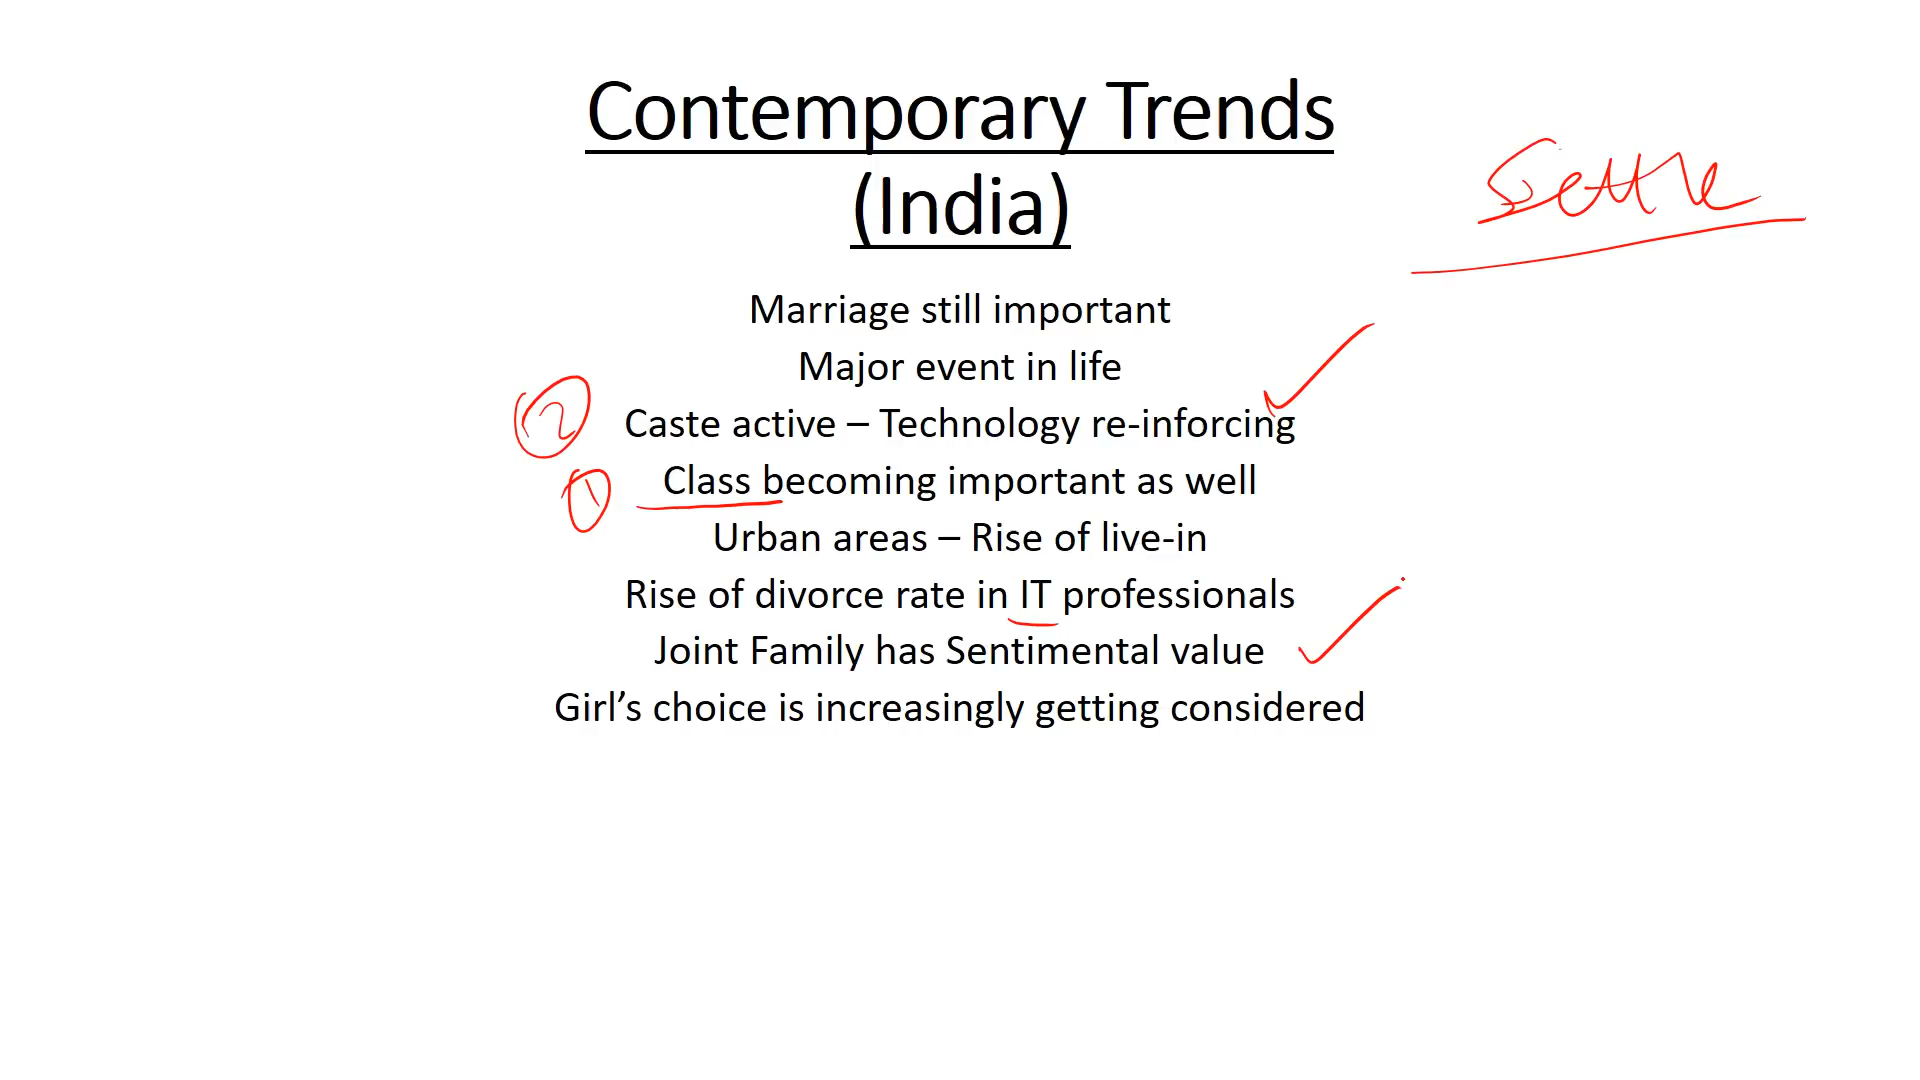 Contemporary Trends
(India)
Settle
Marriage still important
Major event in life
2 Caste active – Technology re-inforcing
1 Class becoming important as well
Urban areas – Rise of live-in
Rise of divorce rate in IT professionals
Joint Family has Sentimental value
Girl’s choice is increasingly getting considered